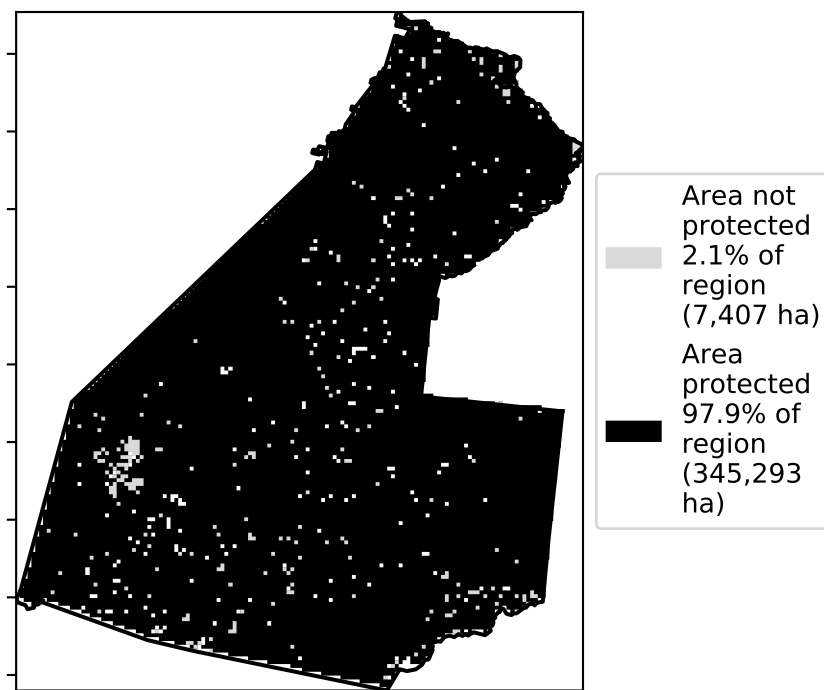 Area not
protected
2.1% of
region
(7,407 ha)
Area
protected
97.9% of
region
(345,293
ha)